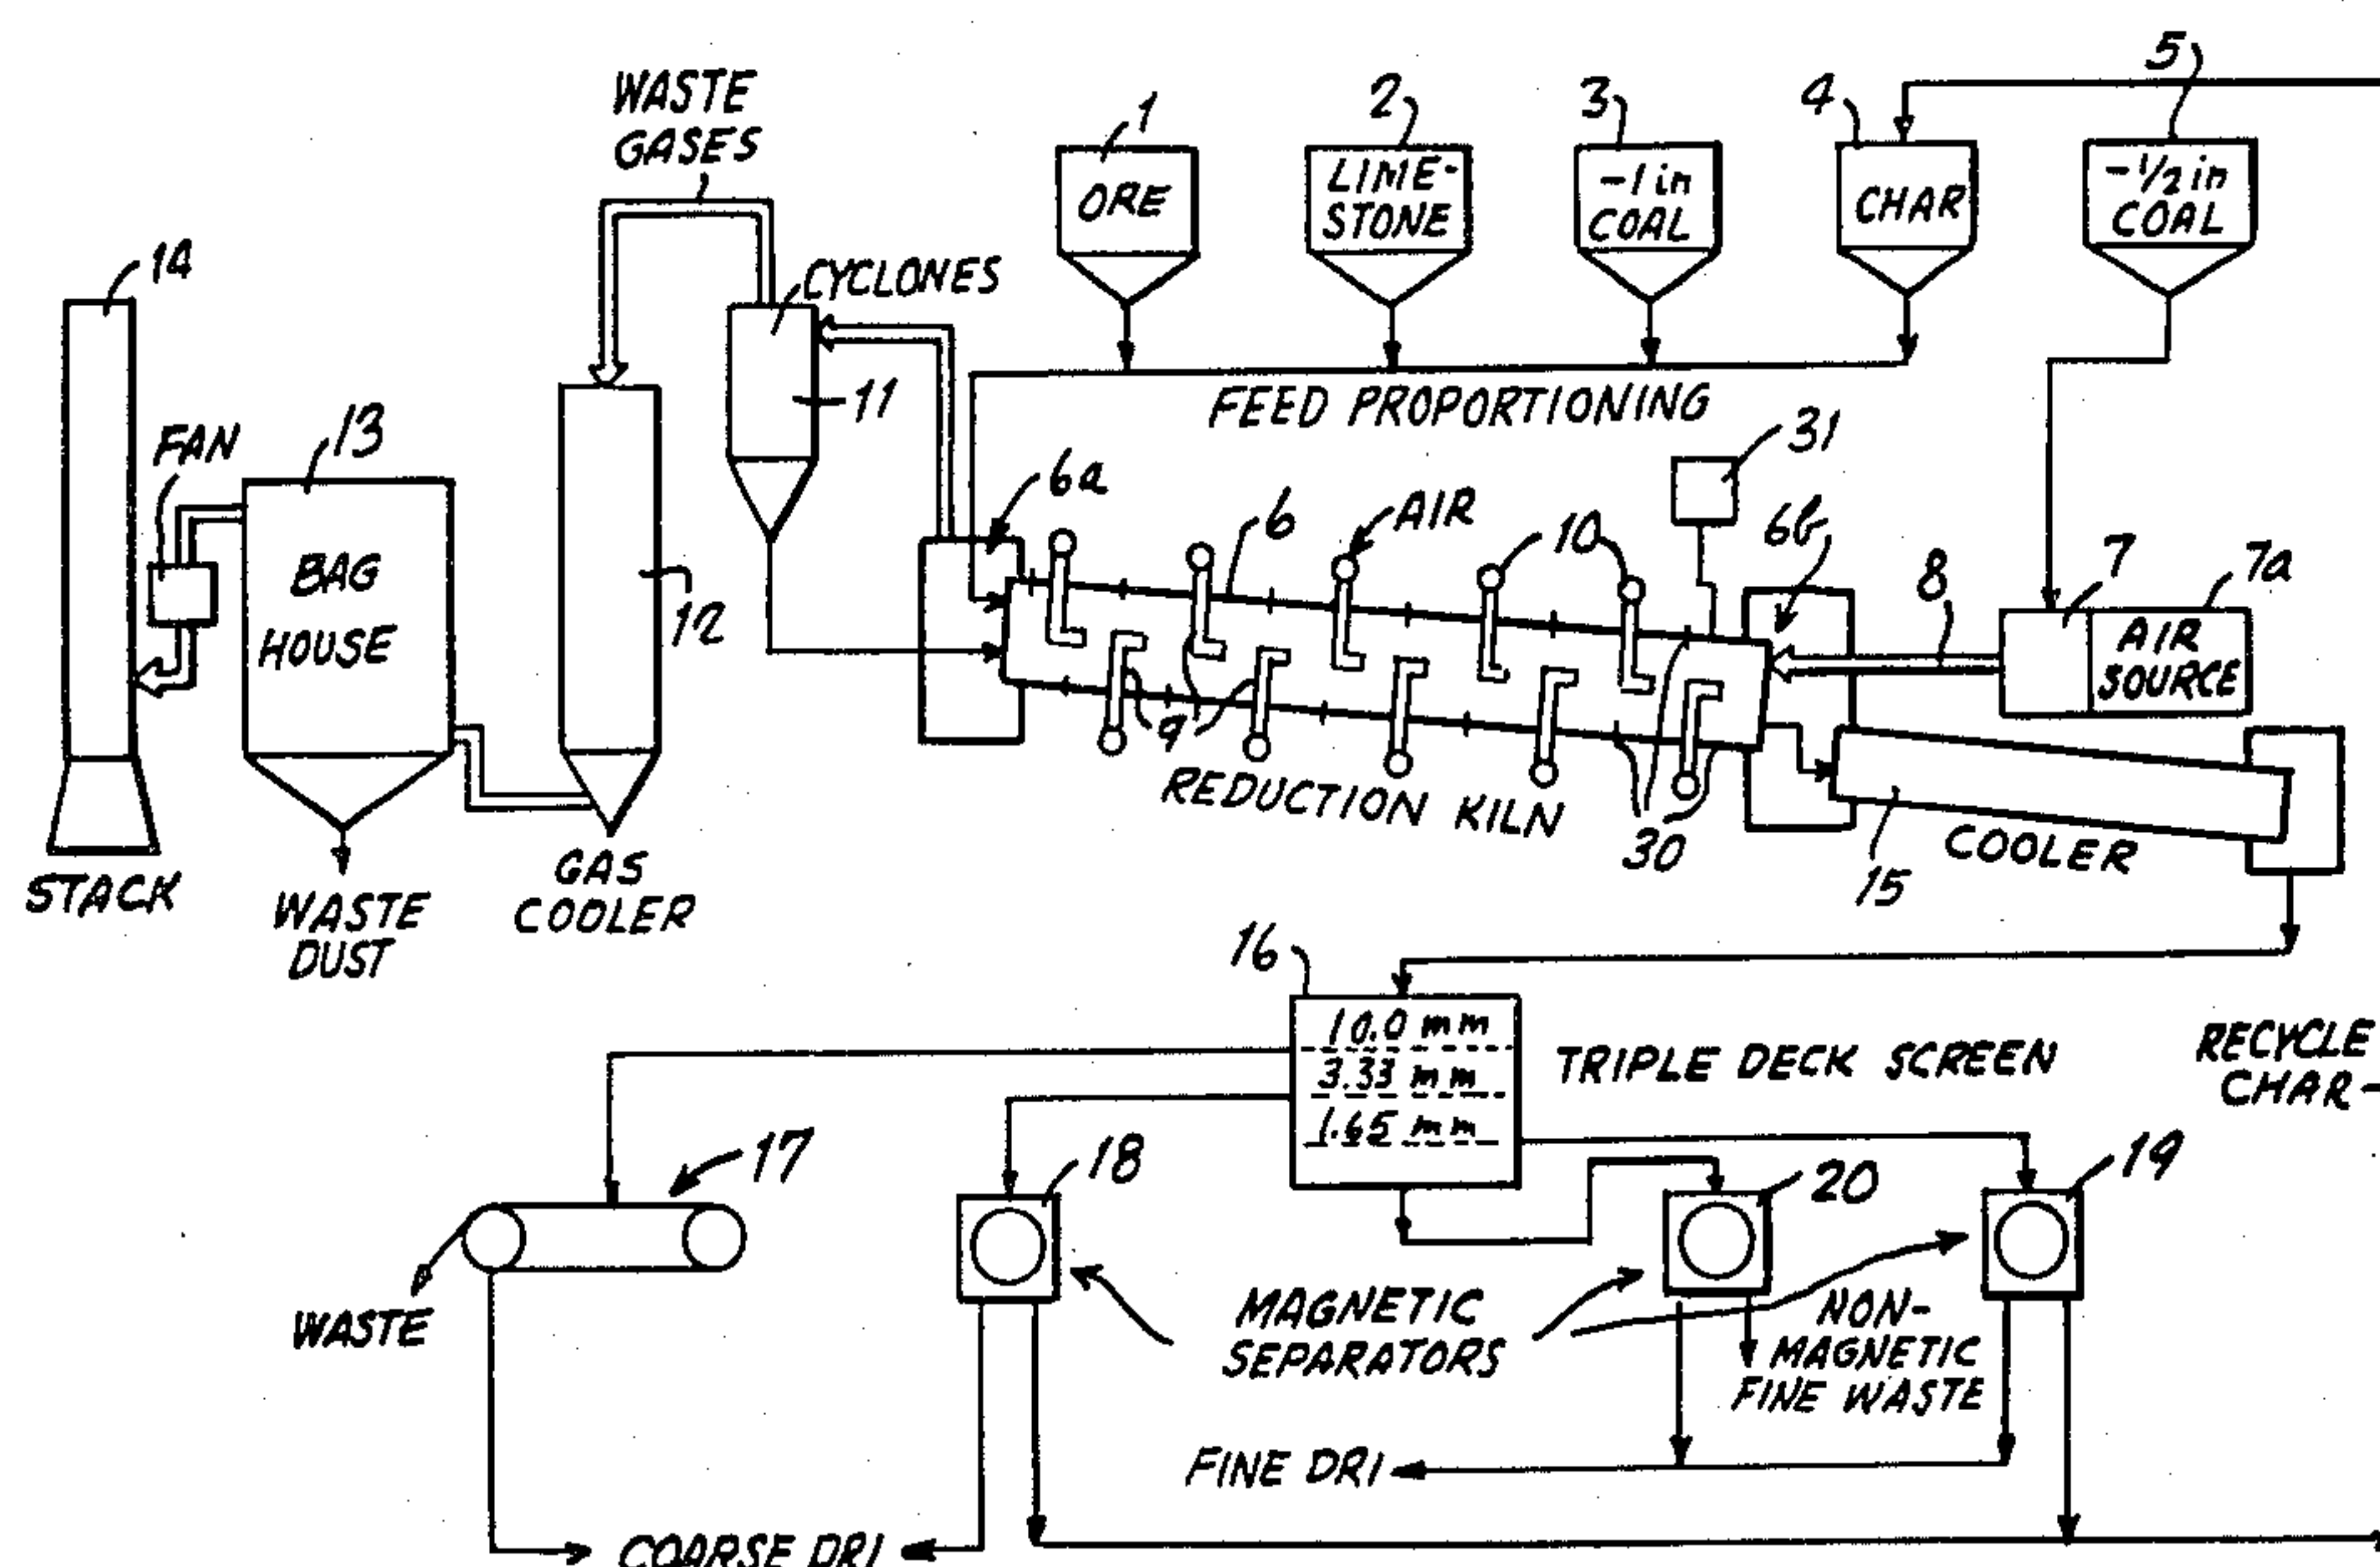 WASTE
GASES
1
2
3
4
5
ORE
LIME-
STONE
-1 in
COAL
CHAR
-1/2 in
COAL
14
CYCLONES
11
FEED PROPORTIONING
31
FAN
13
6a
6
AIR
10
6b
8
7
7a
BAG
HOUSE
12
AIR
SOURCE
9
REDUCTION KILN
30
COOLER
15
STACK
WASTE
DUST
GAS
COOLER
16
10.0 mm
3.33 mm
1.65 mm
TRIPLE DECK SCREEN
RECYCLE
CHAR
17
18
20
19
WASTE
MAGNETIC
SEPARATORS
NON-
MAGNETIC
FINE WASTE
FINE DRI
COARSE DRI